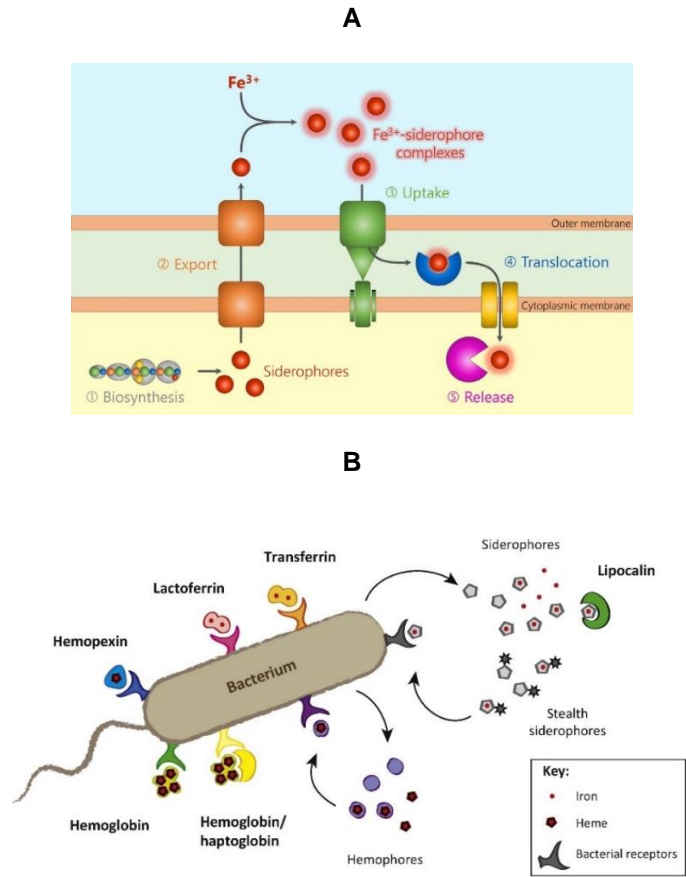 A
Fe³⁺
Fe³⁺-siderophore
complexes
③ Uptake
Outer membrane
② Export
④ Translocation
Cytoplasmic membrane
Siderophores
① Biosynthesis
⑤ Release
B
Siderophores
Transferrin
Lipocalin
Lactoferrin
Hemopexin
Bacterium
Stealth
siderophores
Key:
Iron
Heme
Bacterial receptors
Hemoglobin
Hemoglobin/
haptoglobin
Hemophores